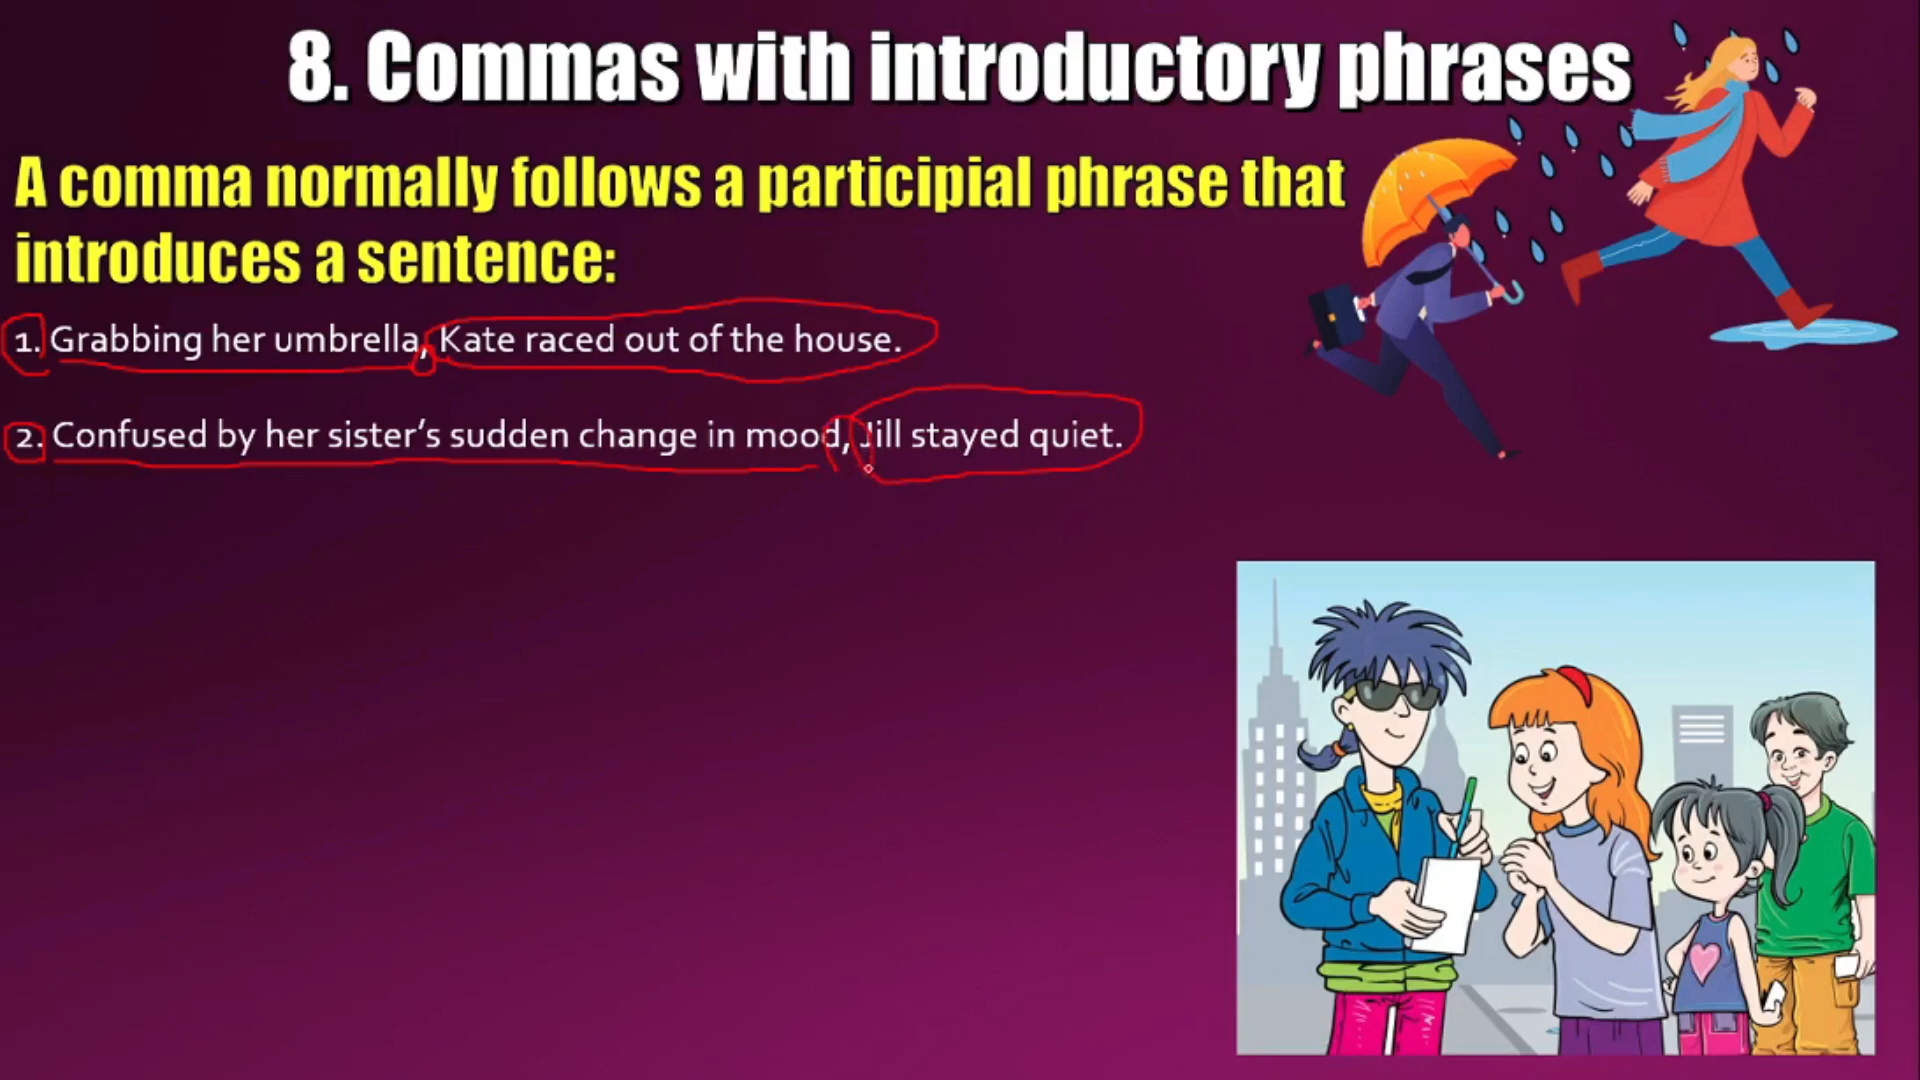 8. Commas with introductory phrases
A comma normally follows a participial phrase that
introduces a sentence:
1. Grabbing her umbrella, Kate raced out of the house.
2. Confused by her sister’s sudden change in mood, Jill stayed quiet.